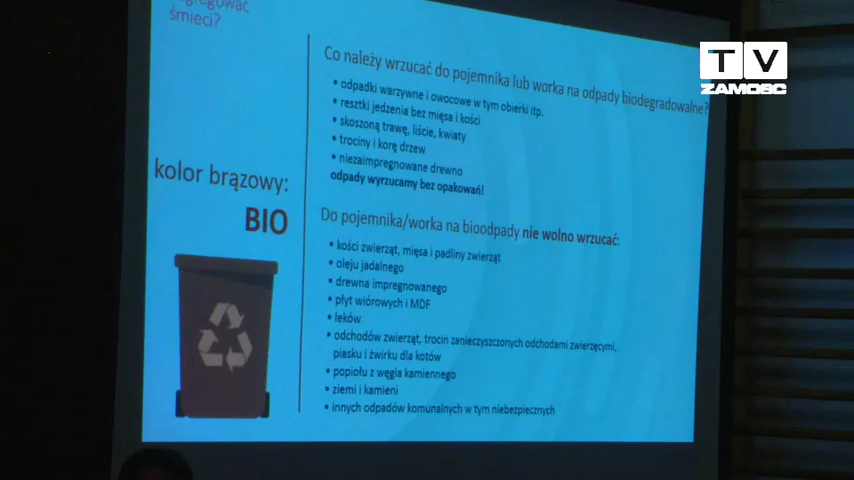 śmieci?
TV
ZAMOŚĆ
Co należy wrzucać do pojemnika lub worka na odpady biodegradowalne?
• odpadki warzywne i owocowe w tym obierki itp.
• resztki jedzenia bez mięsa i kości
• skoszoną trawę, liście, kwiaty
• trociny i korę drzew
• niezaimpregnowane drewno
odpady wyrzucamy bez opakowań!
kolor brązowy:
BIO
Do pojemnika/worka na bioodpady nie wolno wrzucać:
• kości zwierząt, mięsa i padliny zwierząt
• oleju jadalnego
• drewna impregnowanego
• płyt wiórowych i MDF
• leków
• odchodów zwierząt, trocin zanieczyszczonych odchodami zwierzęcymi,
piasku i żwirku dla kotów
• popiołu z węgla kamiennego
• ziemi i kamieni
• innych odpadów komunalnych w tym niebezpiecznych